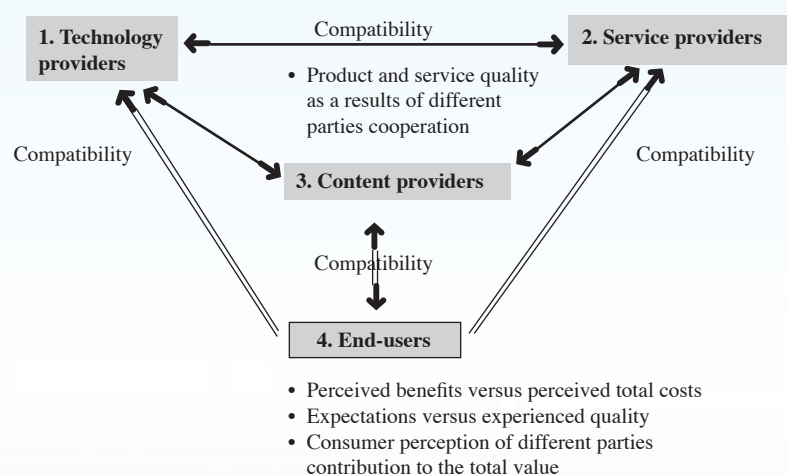 Compatibility
1. Technology
providers
2. Service providers
• Product and service quality
as a results of different
parties cooperation
Compatibility
Compatibility
3. Content providers
Compatibility
4. End-users
• Perceived benefits versus perceived total costs
• Expectations versus experienced quality
• Consumer perception of different parties
contribution to the total value